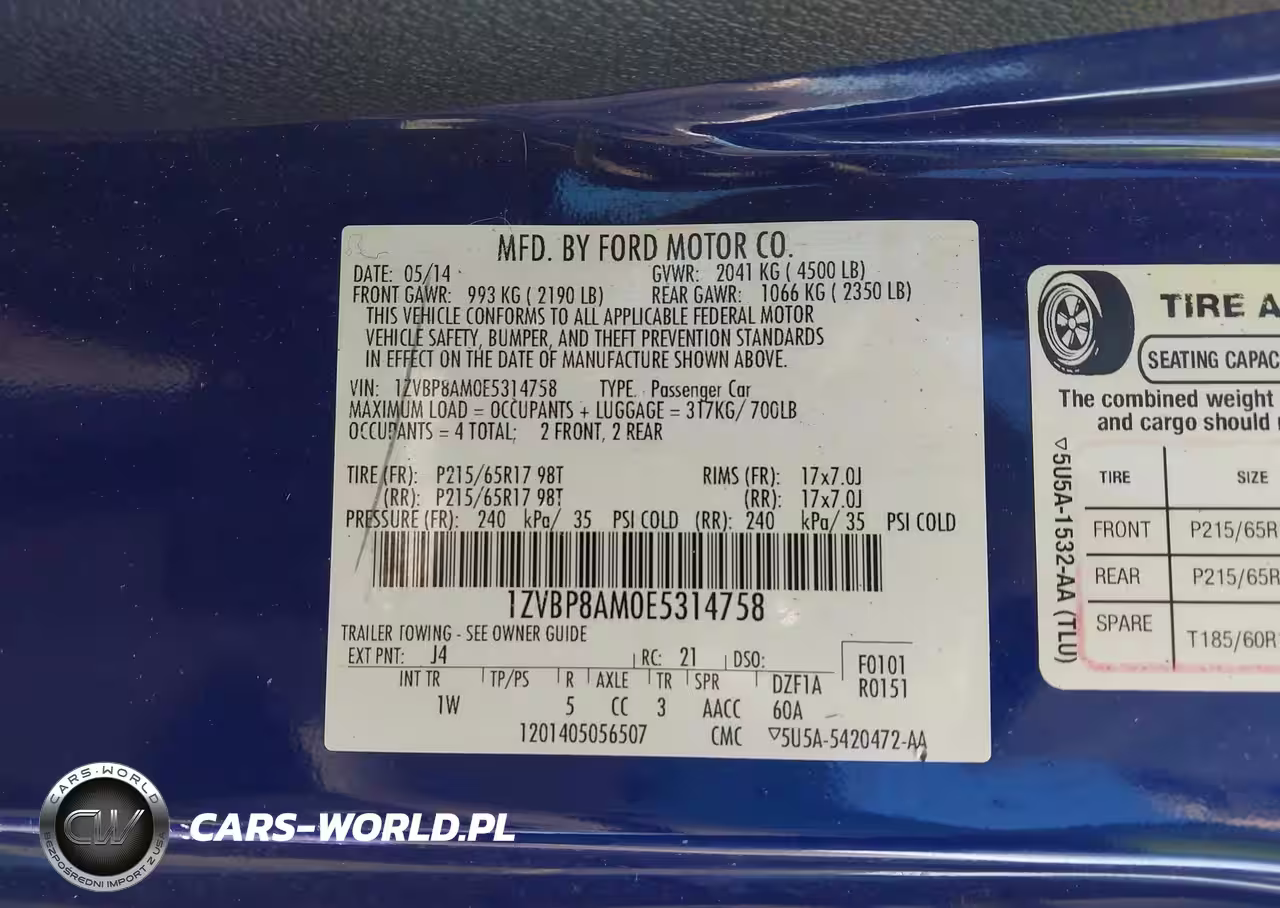 MFD. BY FORD MOTOR CO.
DATE: 05/14 GVWR: 2041 KG ( 4500 LB)
FRONT GAWR: 993 KG ( 2190 LB) REAR GAWR: 1066 KG ( 2350 LB)
THIS VEHICLE CONFORMS TO ALL APPLICABLE FEDERAL MOTOR
VEHICLE SAFETY, BUMPER, AND THEFT PREVENTION STANDARDS
IN EFFECT ON THE DATE OF MANUFACTURE SHOWN ABOVE.
VIN: 1ZVBP8AM0E5314758 TYPE. Passenger Car
MAXIMUM LOAD = OCCUPANTS + LUGGAGE = 317KG/ 700LB
OCCUPANTS = 4 TOTAL; 2 FRONT, 2 REAR
TIRE (FR): P215/65R17 98T RIMS (FR): 17x7.0J
(RR): P215/65R17 98T (RR): 17x7.0J
PRESSURE (FR): 240 kPa/ 35 PSI COLD (RR): 240 kPa/ 35 PSI COLD
1ZVBP8AM0E5314758
TRAILER TOWING - SEE OWNER GUIDE
EXT PNT: J4 RC: 21 DSO: F0101
R0151
INT TR TP/PS R AXLE TR SPR DZF1A
1W 5 CC 3 AACC 60A
1201405056507 CMC ▽5U5A-5420472-AA
TIRE A
SEATING CAPAC
The combined weight
and cargo should
TIRE SIZE
FRONT P215/65R
REAR P215/65R
SPARE T185/60R
▽5U5A-1532-AA (TLU)
CARS-WORLD
CW
BEZPOŚREDNI IMPORT Z USA
CARS-WORLD.PL